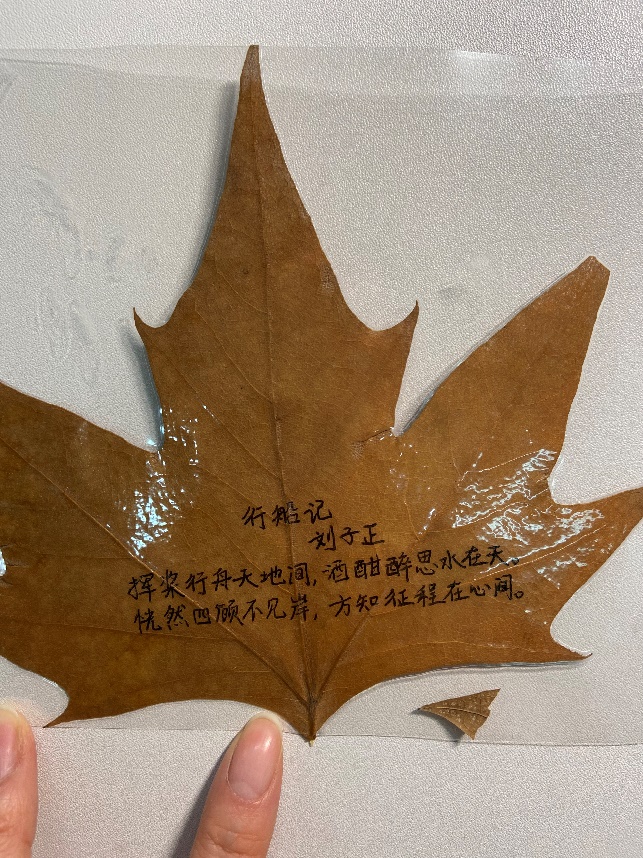 行船记
刘子正
挥桨行舟天地间，酒酣醉思水在天。
恍然四顾不见岸，方知征程在心间。